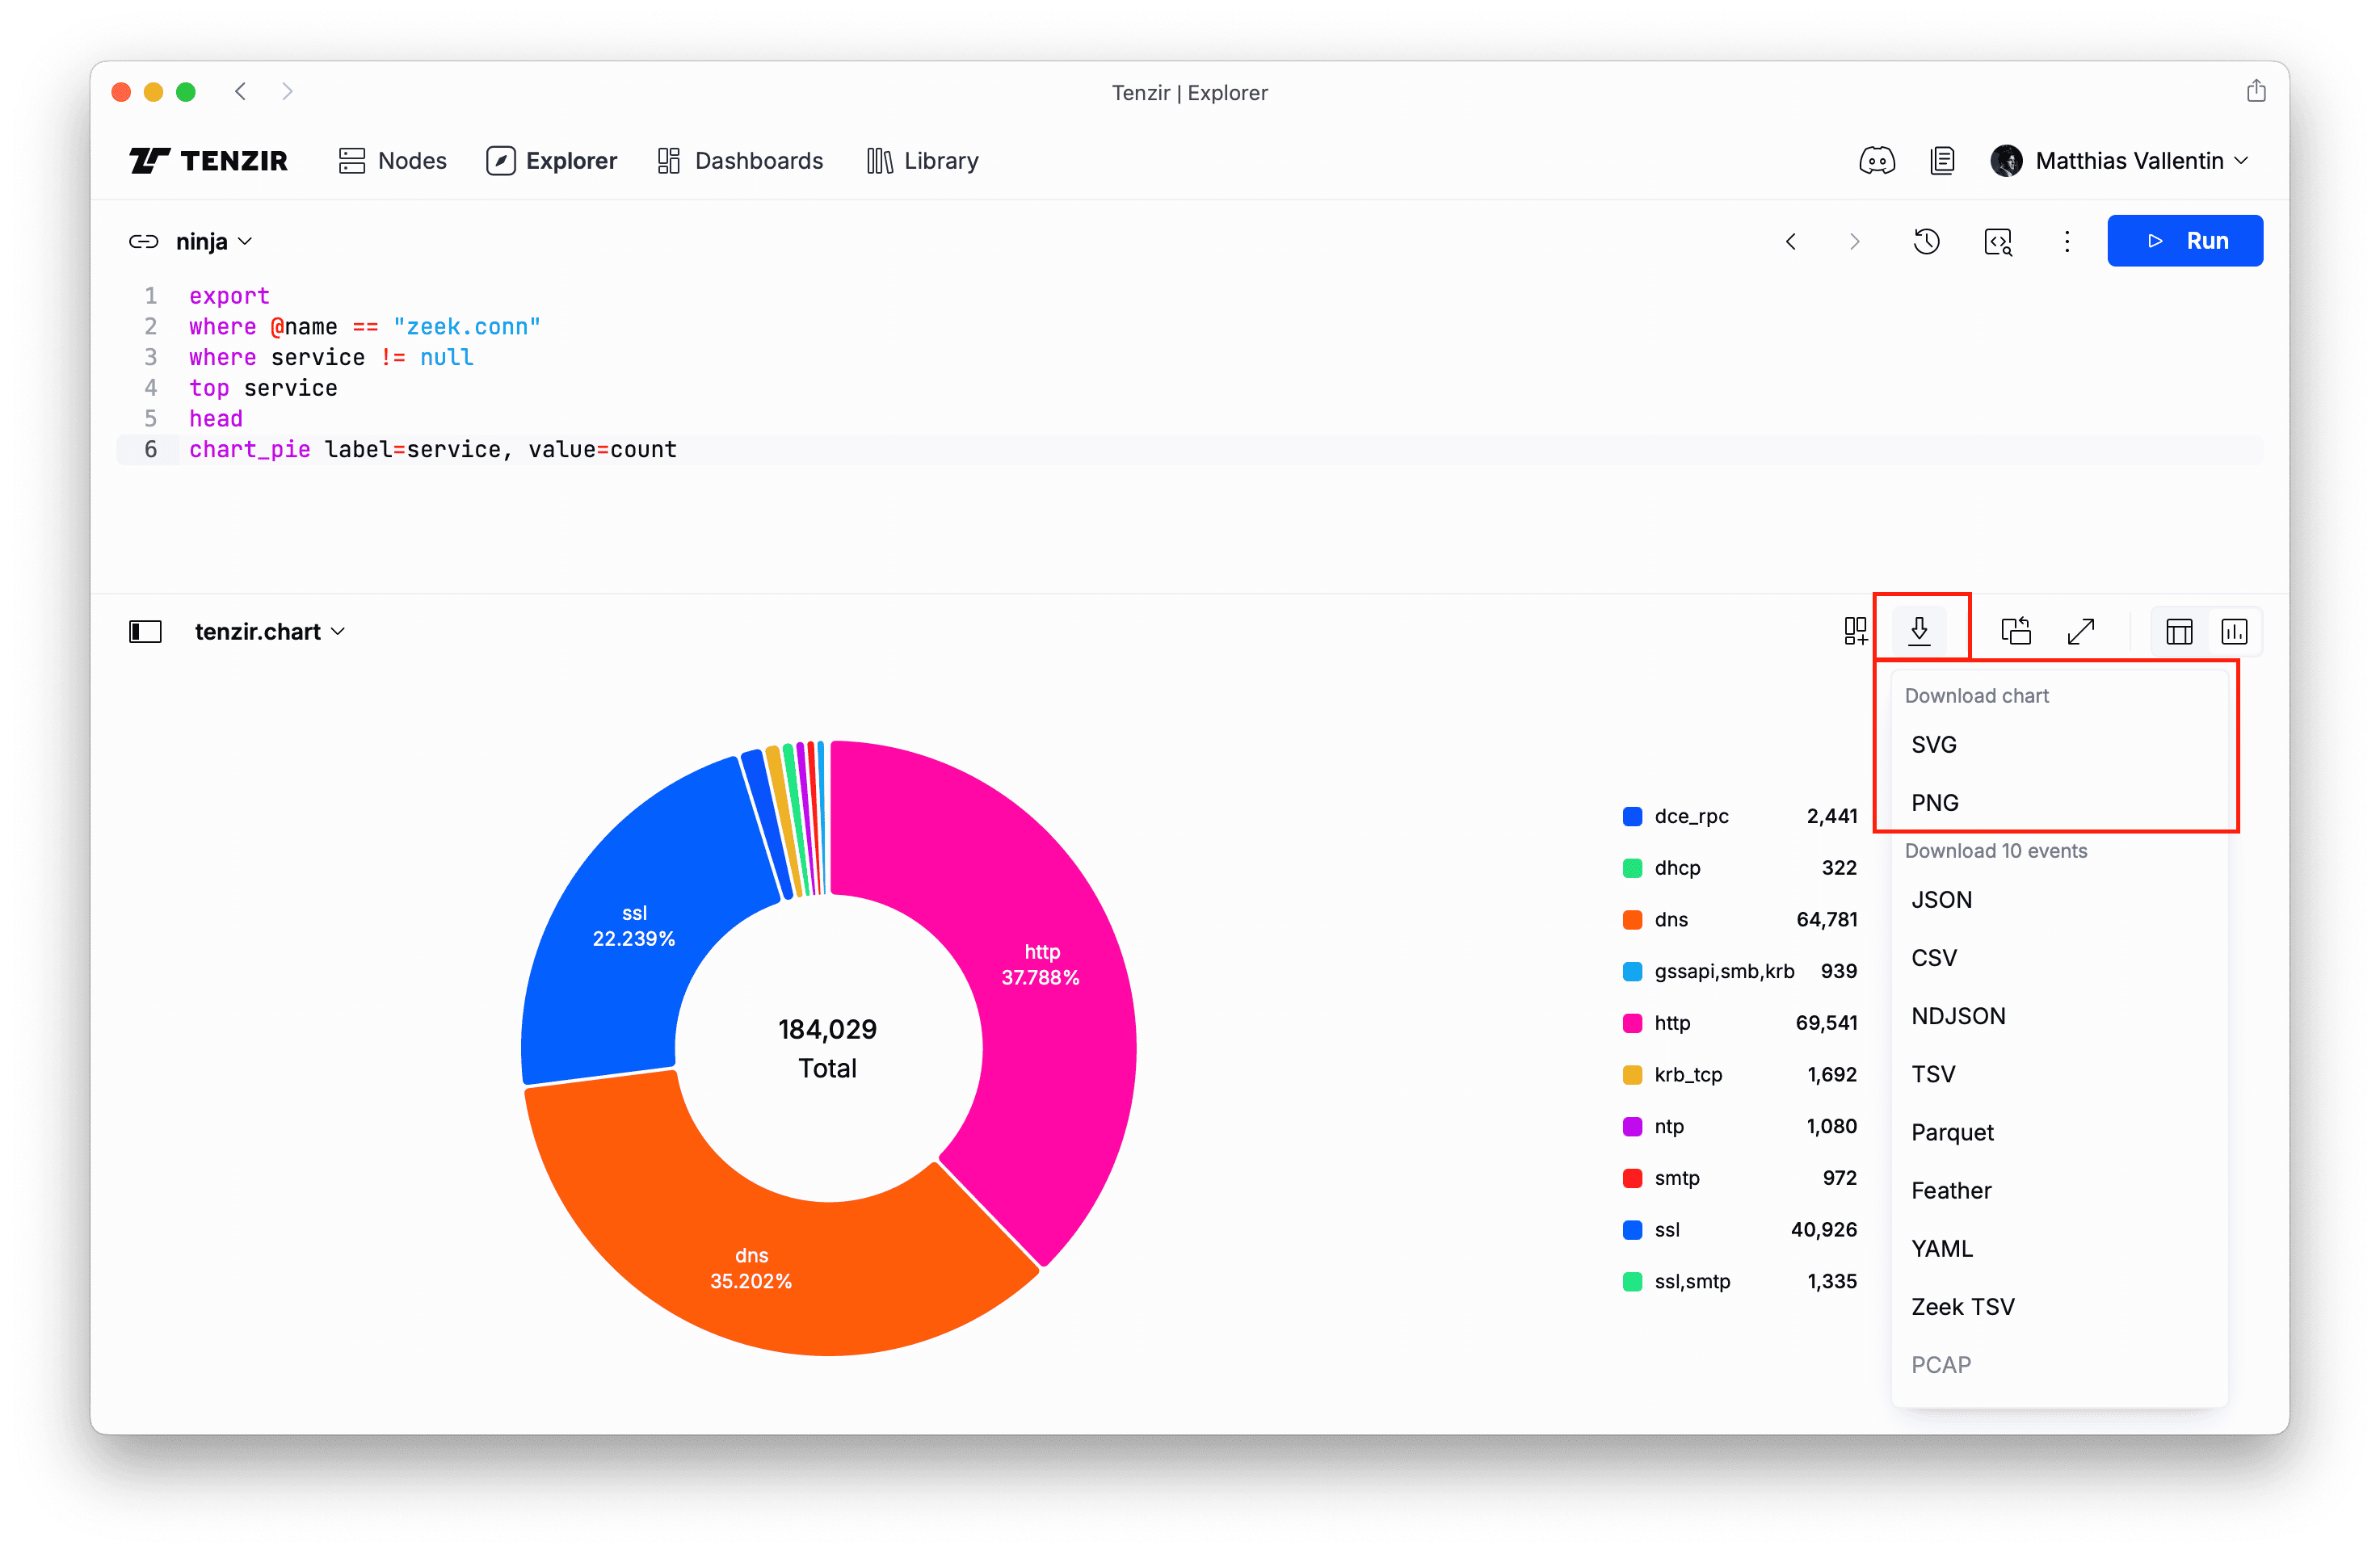 Tenzir | Explorer
TENZIR Nodes Explorer Dashboards Library Matthias Vallentin
ninja Run
1 export
2 where @name == "zeek.conn"
3 where service != null
4 top service
5 head
6 chart_pie label=service, value=count
tenzir.chart
Download chart
SVG
PNG
Download 10 events
JSON
CSV
NDJSON
TSV
Parquet
Feather
YAML
Zeek TSV
PCAP
ssl
22.239%
http
37.788%
184,029
Total
dns
35.202%
dce_rpc 2,441
dhcp 322
dns 64,781
gssapi,smb,krb 939
http 69,541
krb_tcp 1,692
ntp 1,080
smtp 972
ssl 40,926
ssl,smtp 1,335